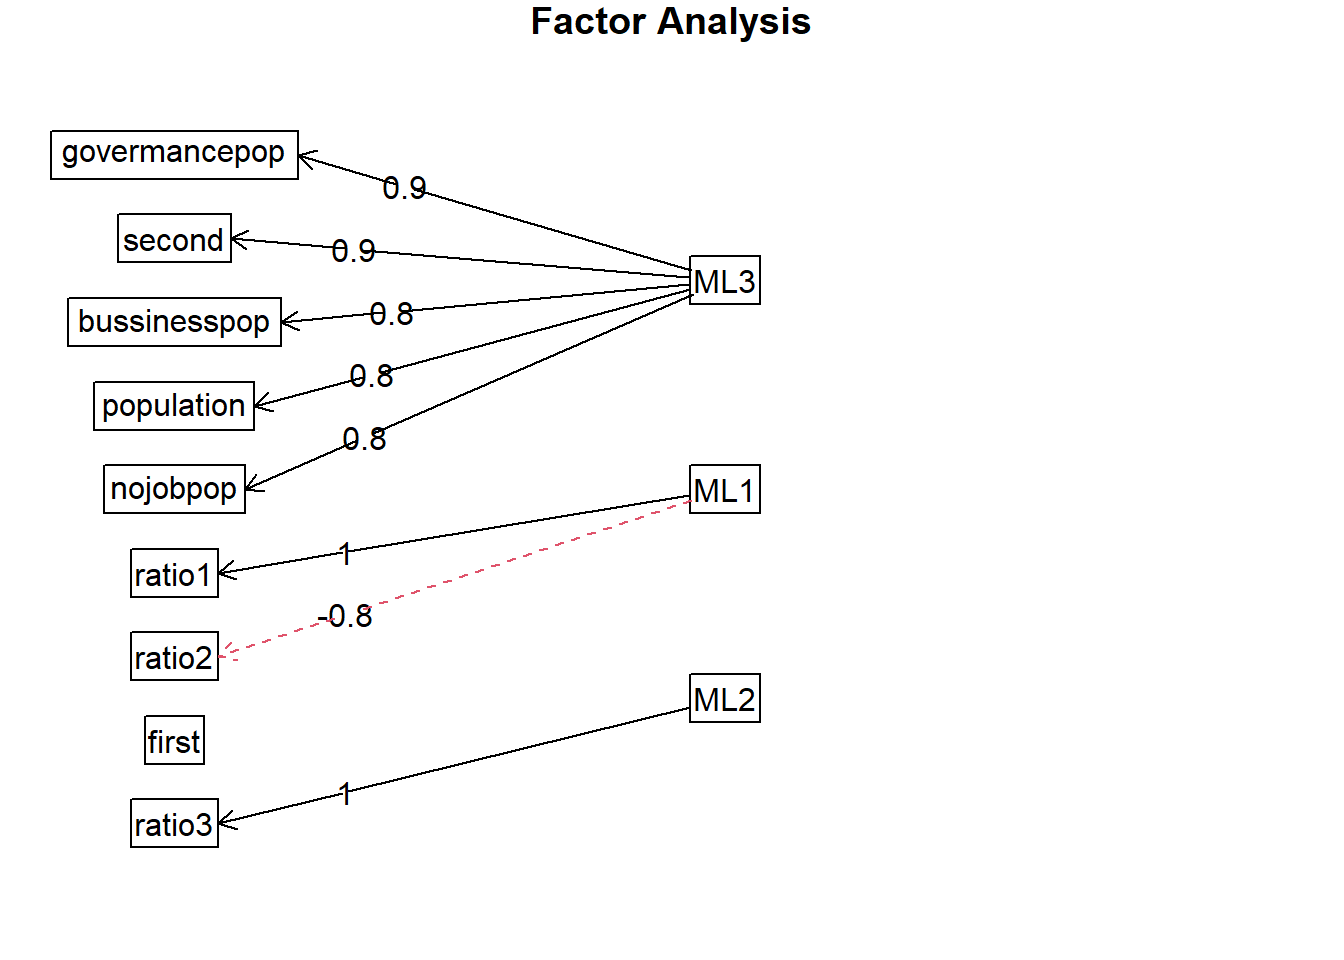 Factor Analysis
govermancepop
0.9
second
0.9
ML3
bussinesspop
0.8
population
0.8
nojobpop
0.8
ML1
ratio1
1
ratio2
-0.8
ML2
first
ratio3
1